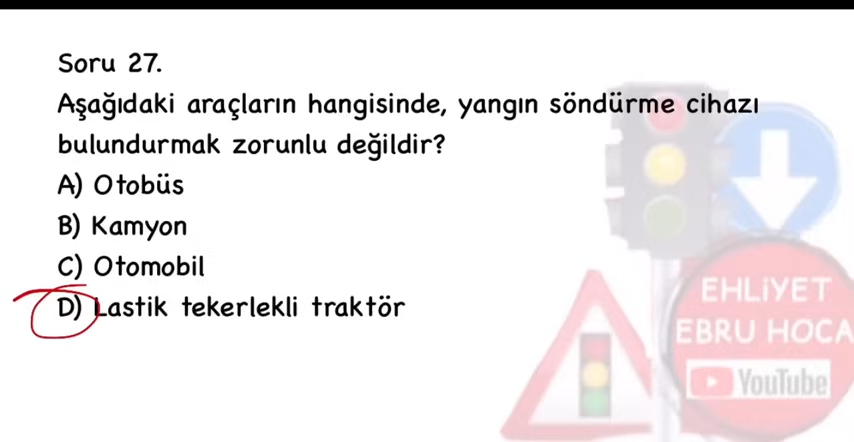 Soru 27.
Aşağıdaki araçların hangisinde, yangın söndürme cihazı
bulundurmak zorunlu değildir?
A) Otobüs
B) Kamyon
C) Otomobil
D) Lastik tekerlekli traktör
EHLİYET
EBRU HOCA
YouTube